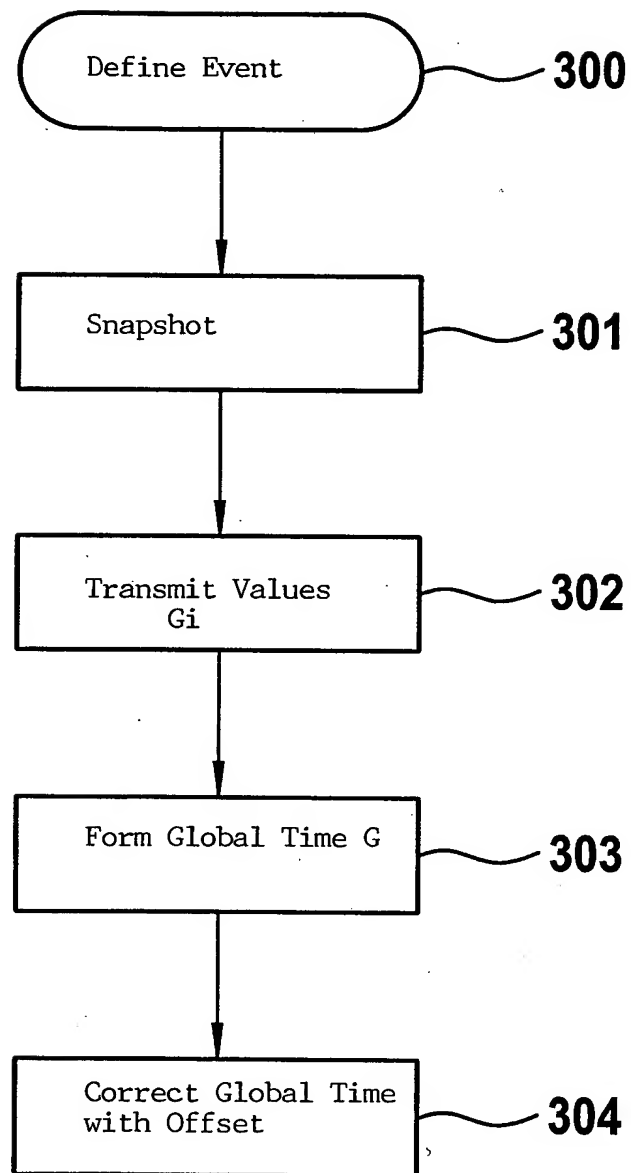 Define Event
300
Snapshot
301
Transmit Values
Gi
302
Form Global Time G
303
Correct Global Time
with Offset
304